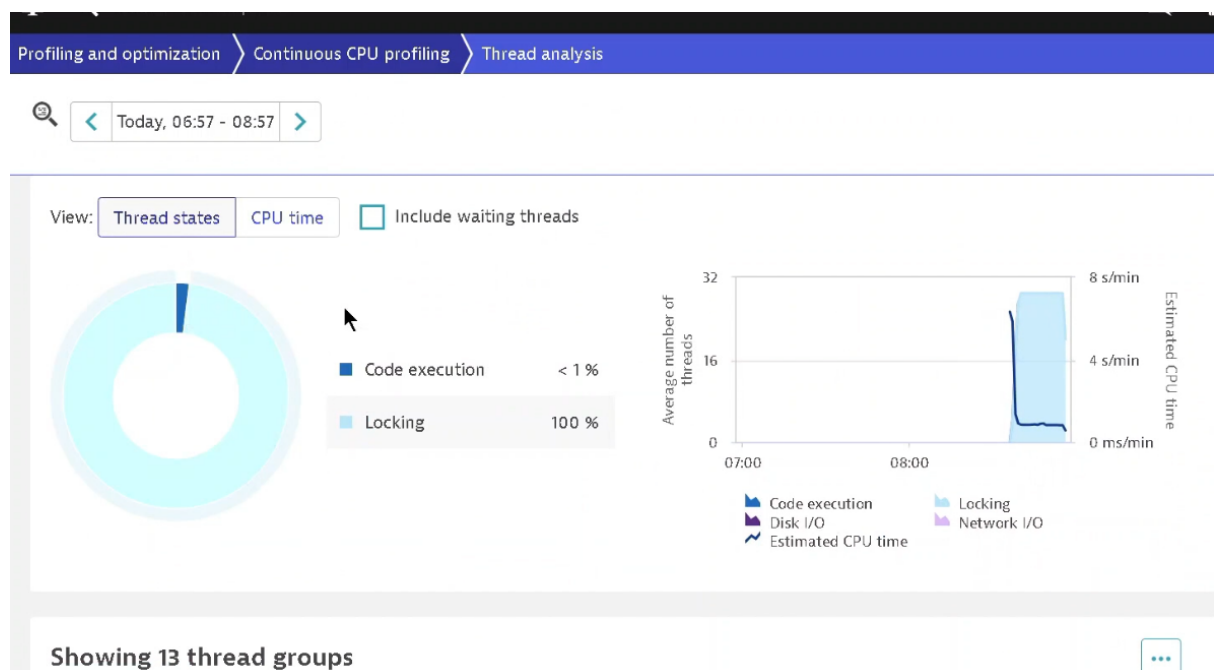 Profiling and optimization Continuous CPU profiling Thread analysis
Today, 06:57 - 08:57
View: Thread states CPU time Include waiting threads
Code execution < 1 %
Locking 100 %
32
16
0
Average number of
threads
8 s/min
4 s/min
0 ms/min
Estimated CPU time
07:00 08:00
Code execution Locking
Disk I/O Network I/O
Estimated CPU time
Showing 13 thread groups